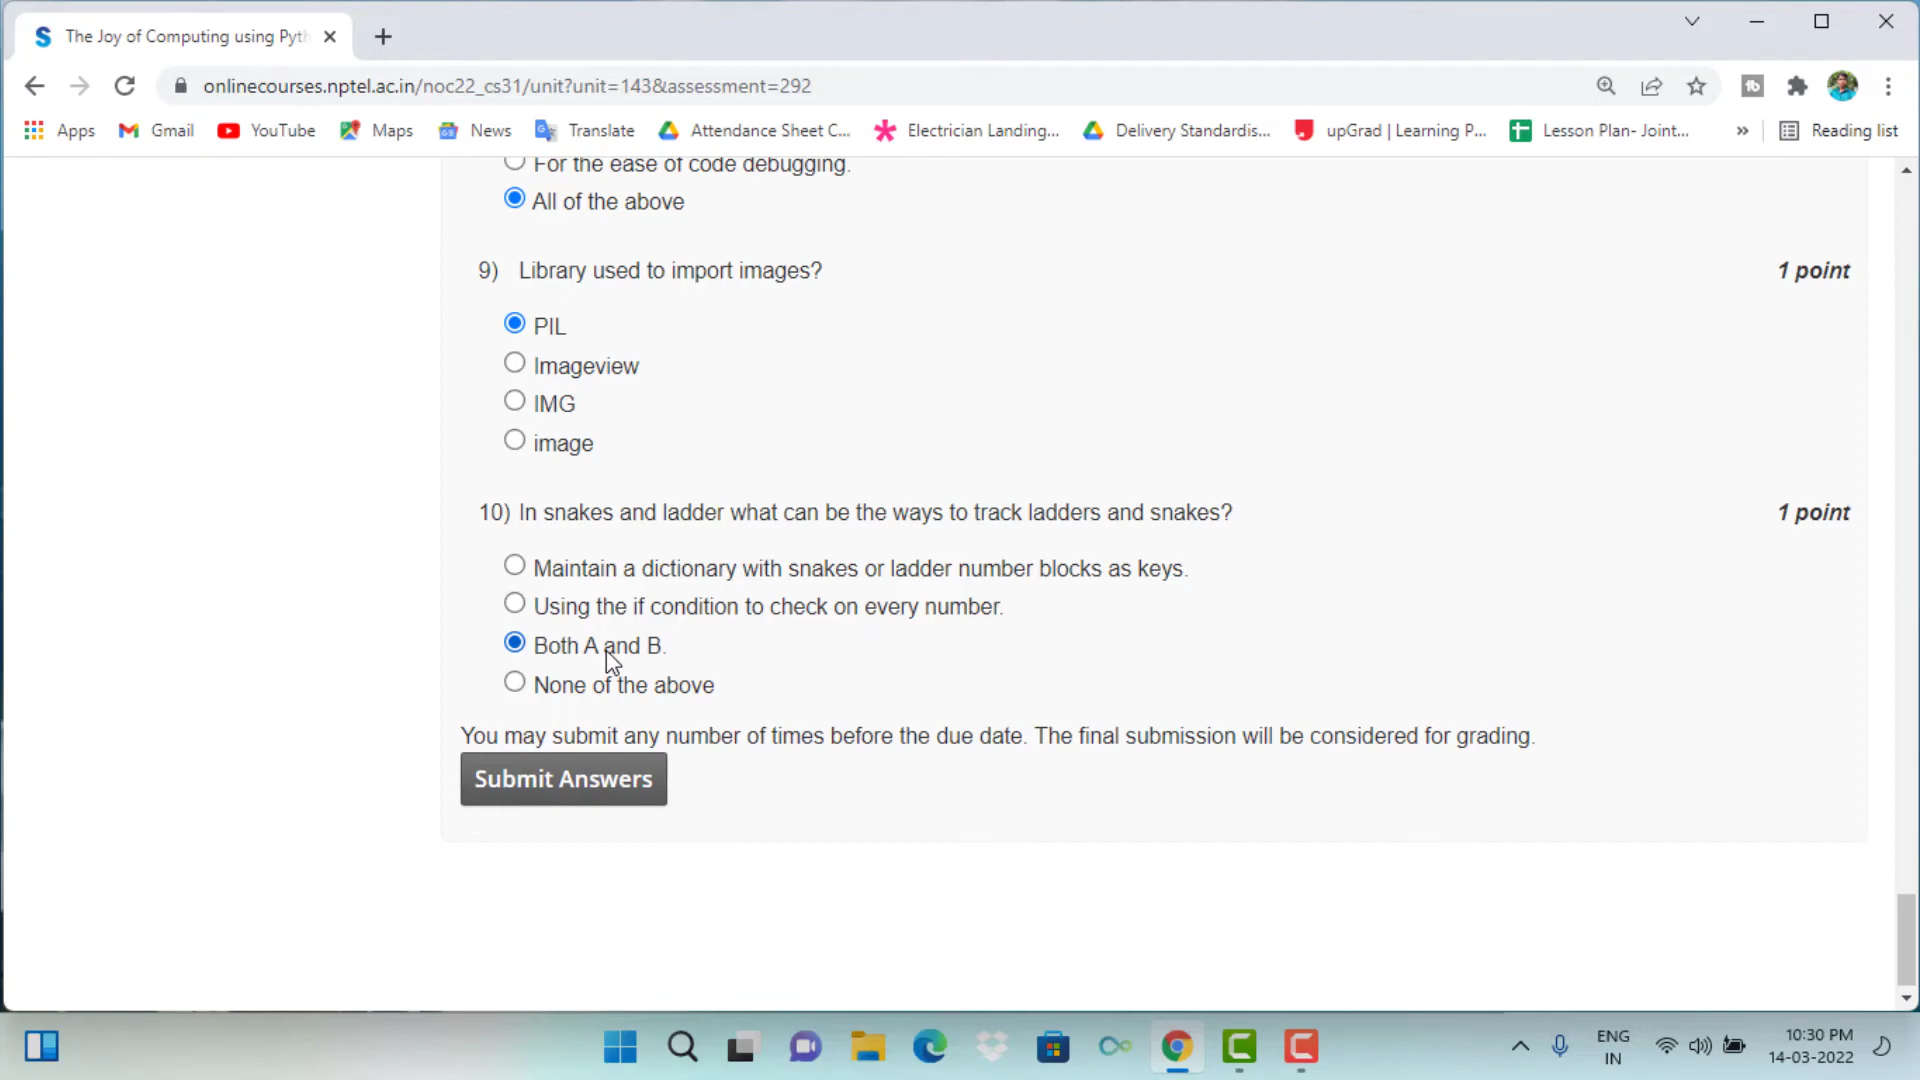 The Joy of Computing using Pyth
onlinecourses.nptel.ac.in/noc22_cs31/unit?unit=143&assessment=292
Apps Gmail YouTube Maps News Translate Attendance Sheet C... Electrician Landing... Delivery Standardis... upGrad | Learning P... Lesson Plan- Joint... » Reading list
For the ease of code debugging.
All of the above
9) Library used to import images? 1 point
PIL
Imageview
IMG
image
10) In snakes and ladder what can be the ways to track ladders and snakes? 1 point
Maintain a dictionary with snakes or ladder number blocks as keys.
Using the if condition to check on every number.
Both A and B.
None of the above
You may submit any number of times before the due date. The final submission will be considered for grading.
Submit Answers
ENG 10:30 PM
IN 14-03-2022